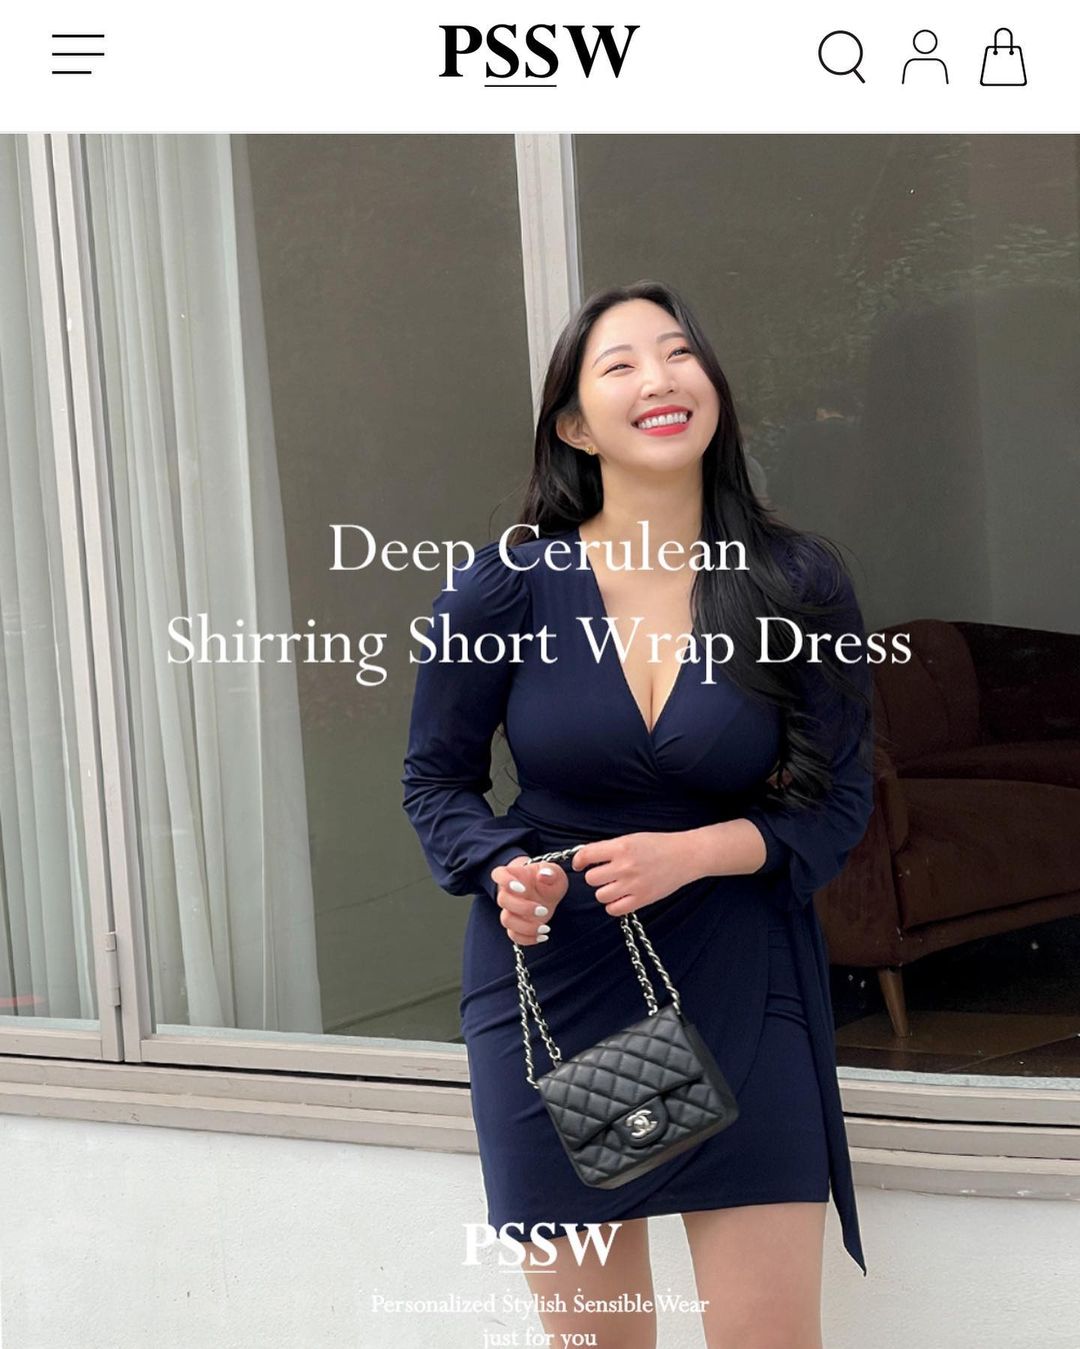 PSSW
Deep Cerulean
Shirring Short Wrap Dress
PSSW
Personalized Stylish Sensible Wear
just for you